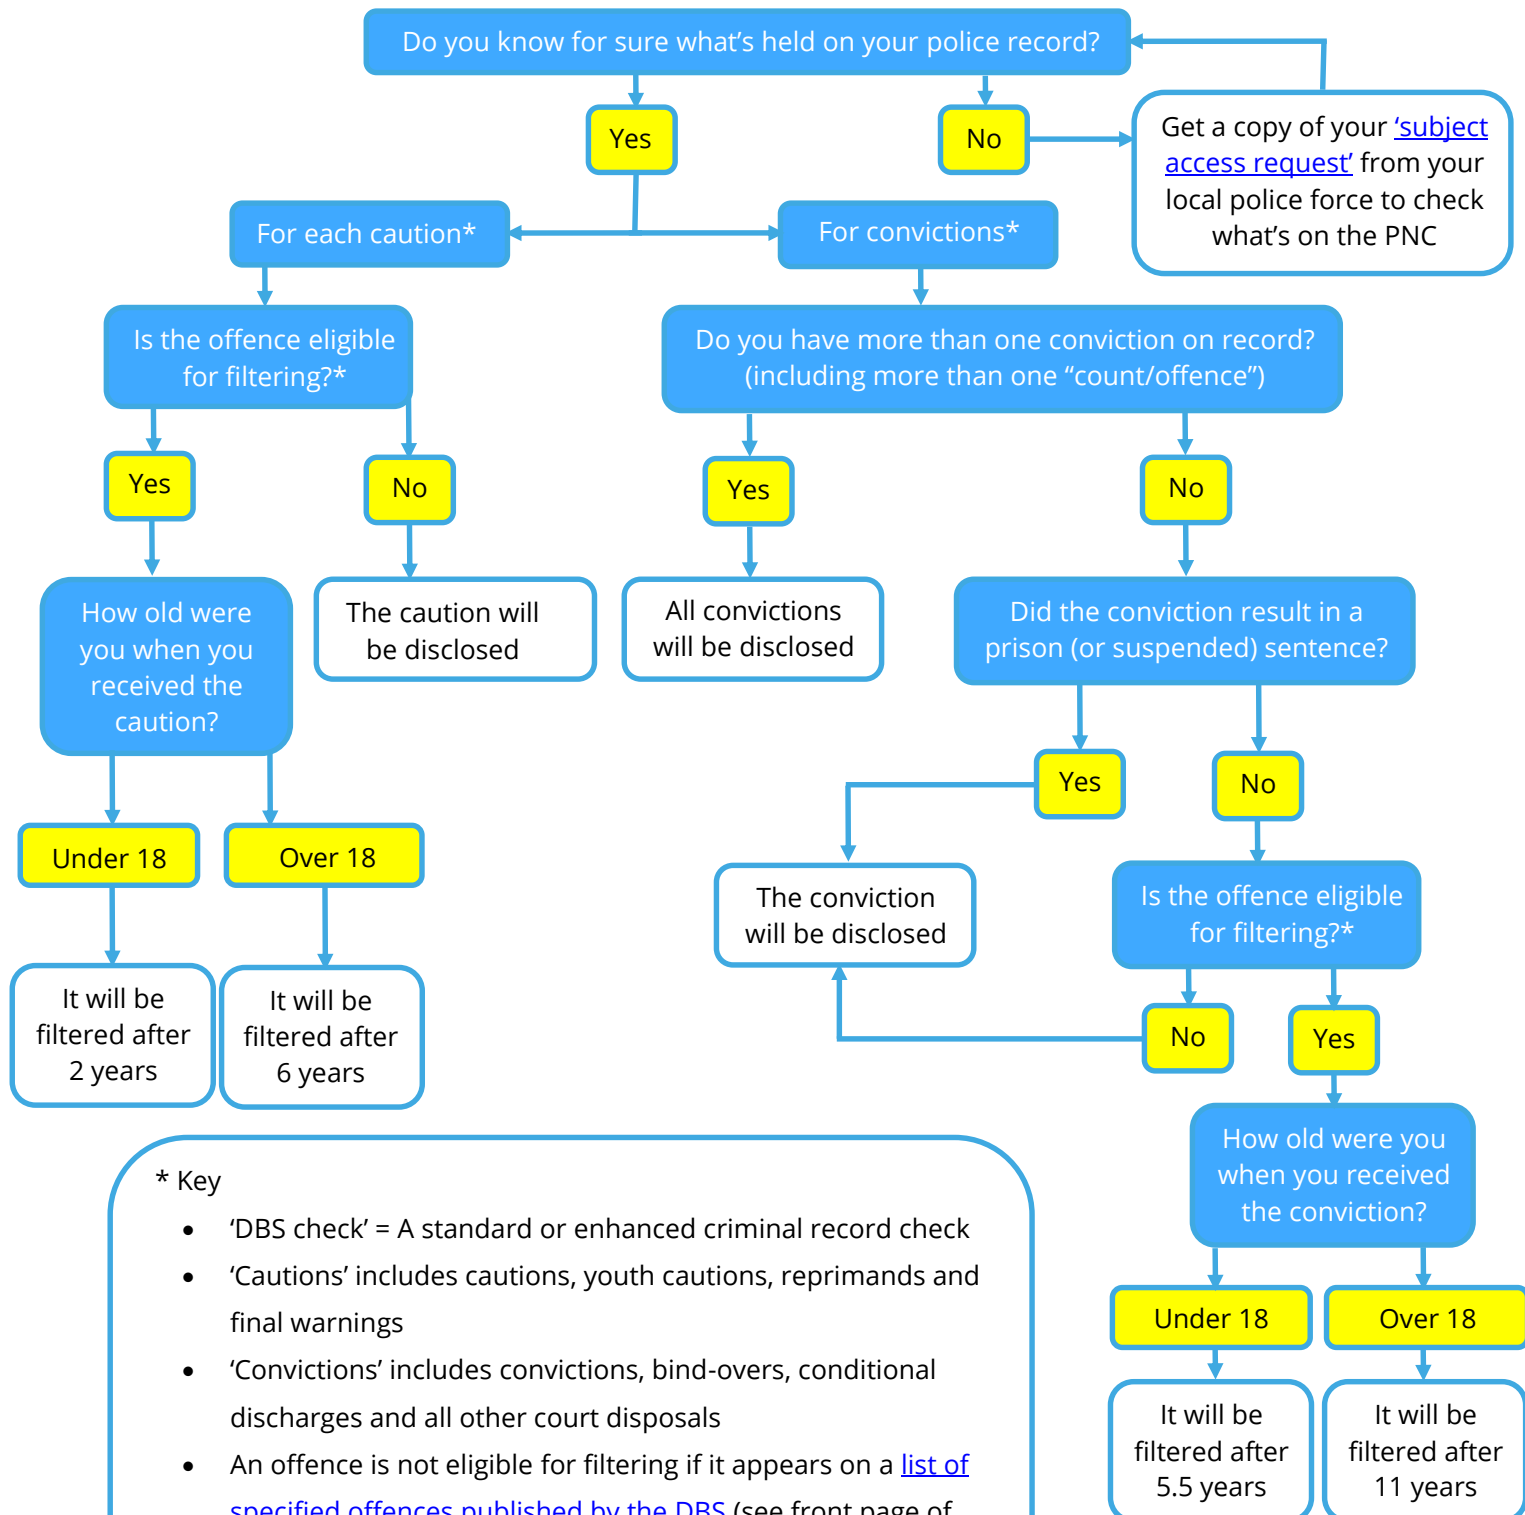 Do you know for sure what’s held on your police record?
Yes
No
Get a copy of your ‘subject
access request’ from your
local police force to check
what’s on the PNC
For each caution*
For convictions*
Is the offence eligible
for filtering?*
Do you have more than one conviction on record?
(including more than one “count/offence”)
Yes
No
Yes
No
How old were
you when you
received the
caution?
The caution will
be disclosed
All convictions
will be disclosed
Did the conviction result in a
prison (or suspended) sentence?
Yes
No
Under 18
Over 18
The conviction
will be disclosed
Is the offence eligible
for filtering?*
It will be
filtered after
2 years
It will be
filtered after
6 years
No
Yes
How old were you
when you received
the conviction?
Under 18
Over 18
It will be
filtered after
5.5 years
It will be
filtered after
11 years
* Key
• ‘DBS check’ = A standard or enhanced criminal record check
• ‘Cautions’ includes cautions, youth cautions, reprimands and
final warnings
• ‘Convictions’ includes convictions, bind-overs, conditional
discharges and all other court disposals
• An offence is not eligible for filtering if it appears on a list of
specified offences published by the DBS (see front page of